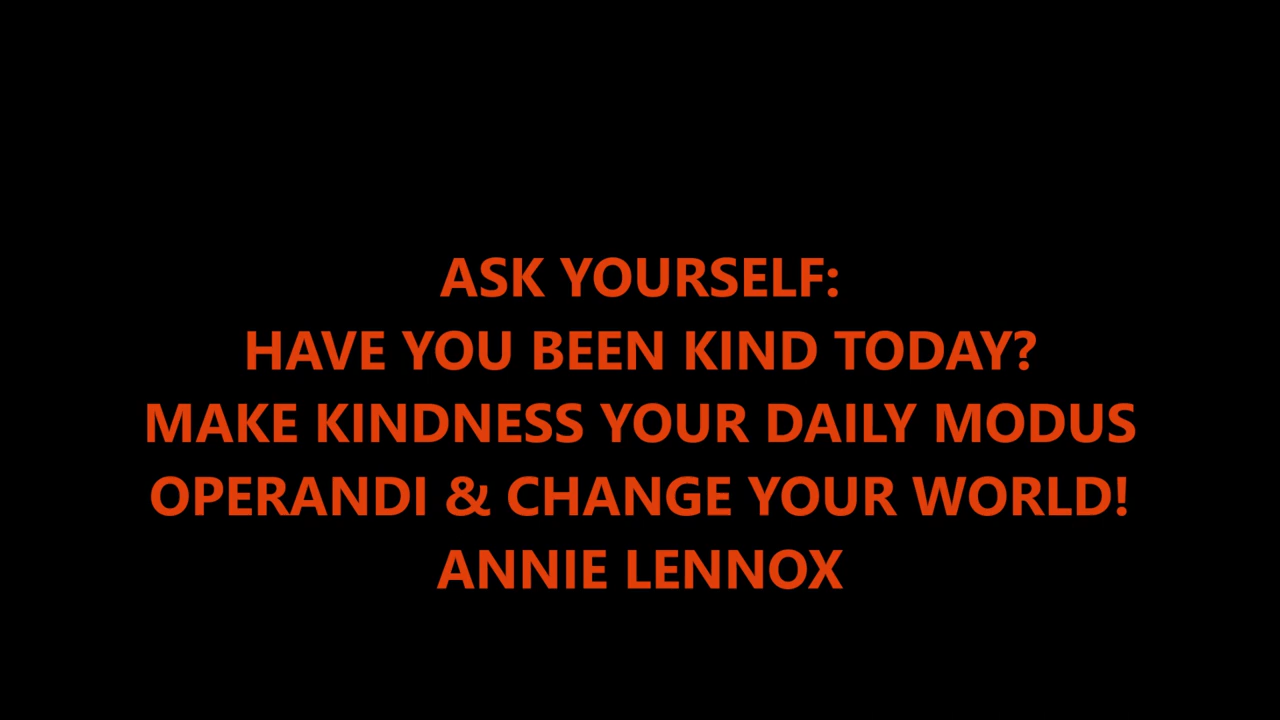 ASK YOURSELF:
HAVE YOU BEEN KIND TODAY?
MAKE KINDNESS YOUR DAILY MODUS
OPERANDI & CHANGE YOUR WORLD!
ANNIE LENNOX